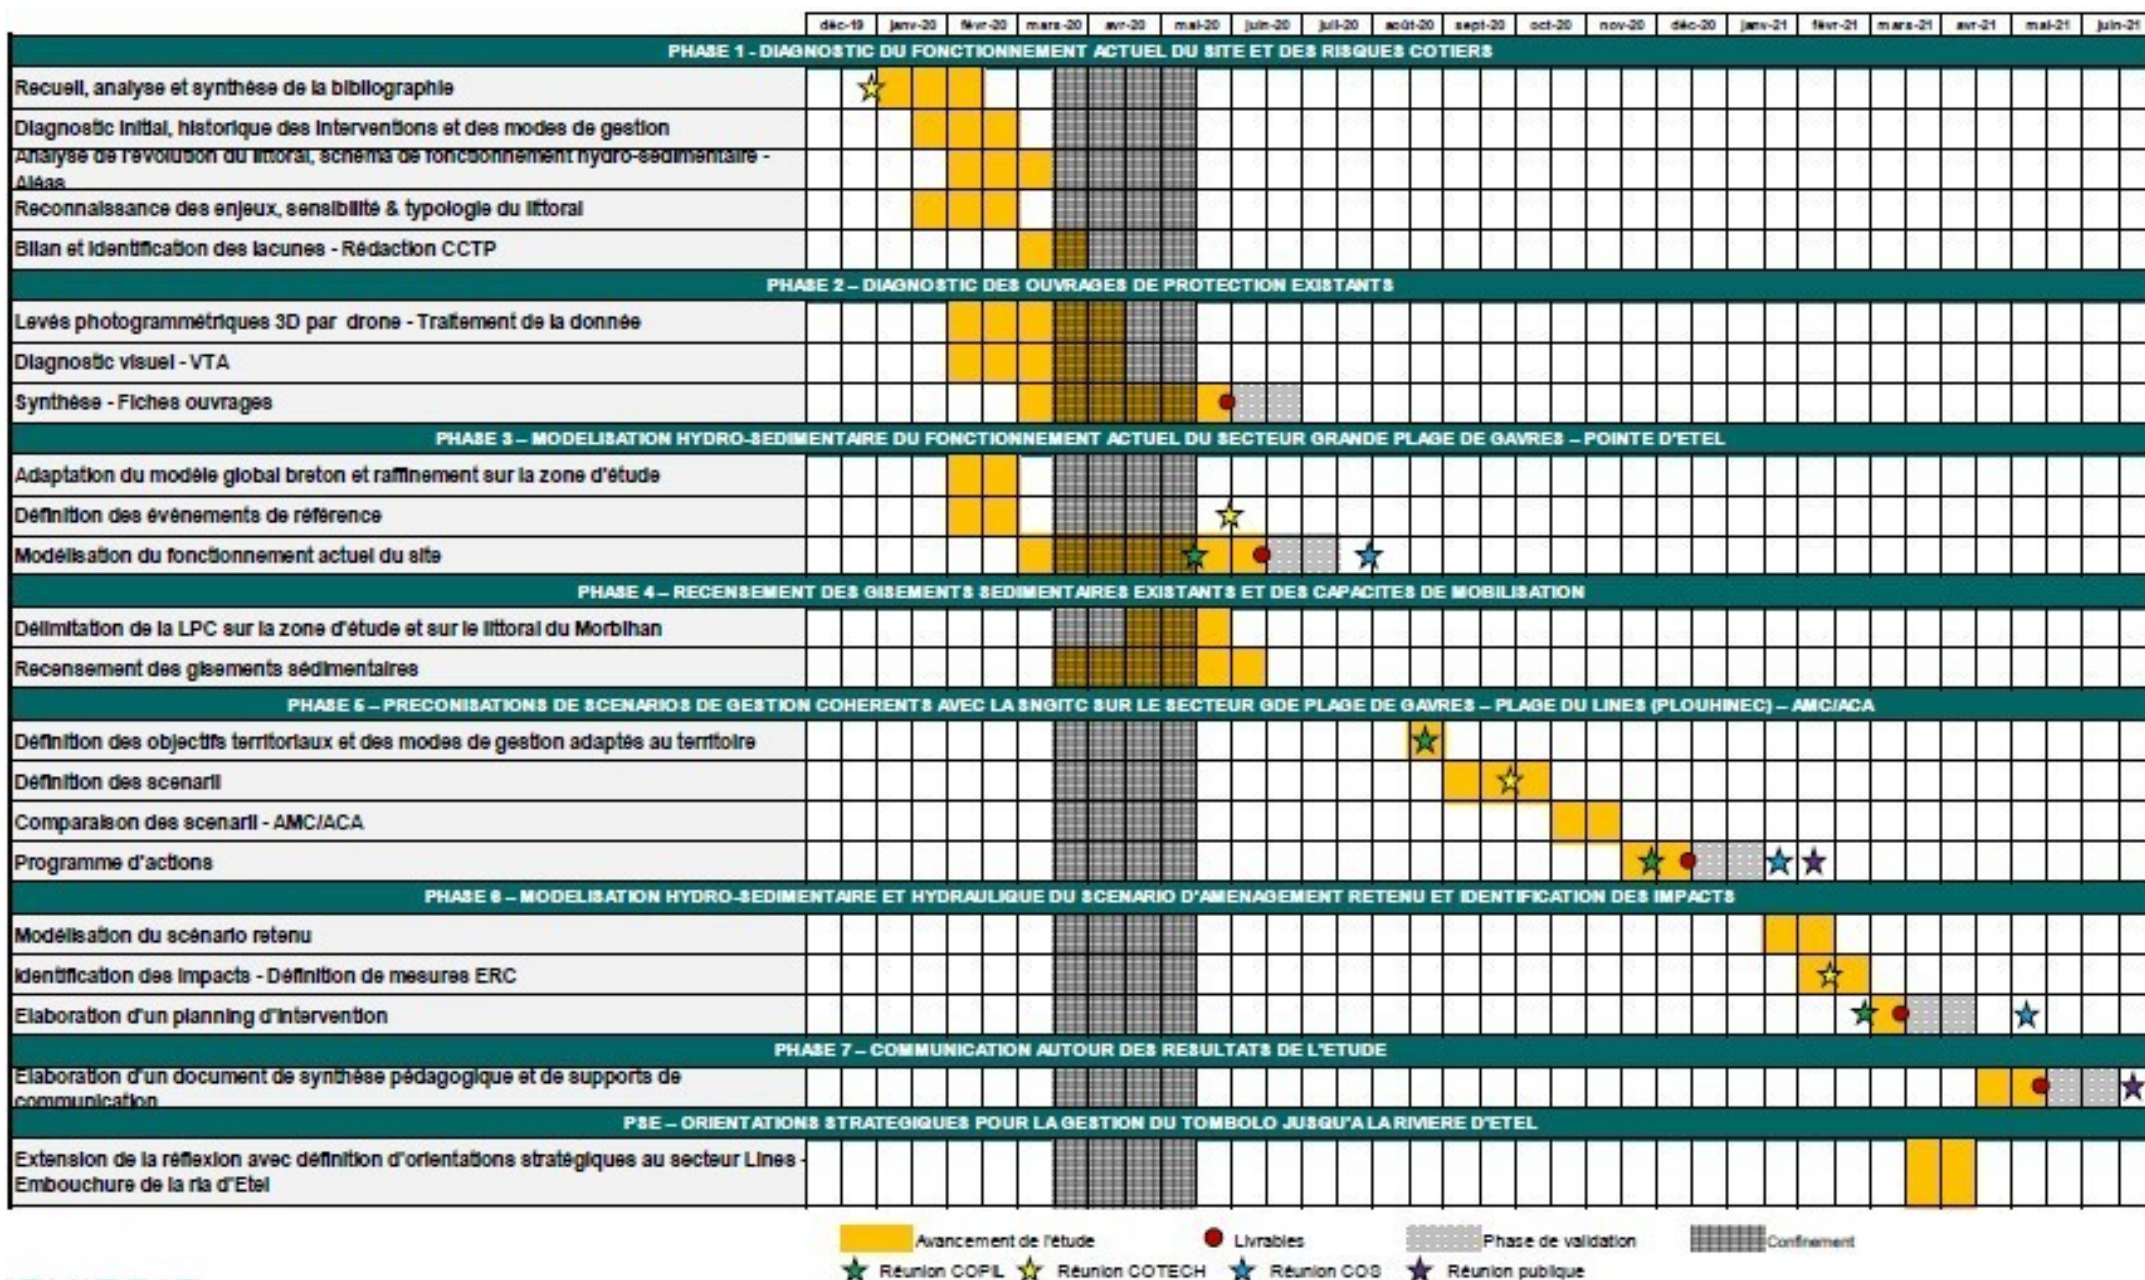 déc-19 janv-20 févr-20 mars-20 avr-20 mai-20 juin-20 juil-20 août-20 sept-20 oct-20 nov-20 déc-20 janv-21 févr-21 mars-21 avr-21 mai-21 juin-21
PHASE 1 - DIAGNOSTIC DU FONCTIONNEMENT ACTUEL DU SITE ET DES RISQUES COTIERS
Recueil, analyse et synthèse de la bibliographie
Diagnostic initial, historique des interventions et des modes de gestion
Analyse de l'évolution du littoral, schéma de fonctionnement hydro-sédimentaire -
Aléas
Reconnaissance des enjeux, sensibilité & typologie du littoral
Bilan et identification des lacunes - Rédaction CCTP
PHASE 2 – DIAGNOSTIC DES OUVRAGES DE PROTECTION EXISTANTS
Levés photogrammétriques 3D par drone - Traitement de la donnée
Diagnostic visuel - VTA
Synthèse - Fiches ouvrages
PHASE 3 – MODELISATION HYDRO-SEDIMENTAIRE DU FONCTIONNEMENT ACTUEL DU SECTEUR GRANDE PLAGE DE GAVRES – POINTE D'ETEL
Adaptation du modèle global breton et raffinement sur la zone d'étude
Définition des évènements de référence
Modélisation du fonctionnement actuel du site
PHASE 4 – RECENSEMENT DES GISEMENTS SEDIMENTAIRES EXISTANTS ET DES CAPACITES DE MOBILISATION
Délimitation de la LPC sur la zone d'étude et sur le littoral du Morbihan
Recensement des gisements sédimentaires
PHASE 5 – PRECONISATIONS DE SCENARIOS DE GESTION COHERENTS AVEC LA SNGITC SUR LE SECTEUR GDE PLAGE DE GAVRES – PLAGE DU LINES (PLOUHINEC) – AMC/ACA
Définition des objectifs territoriaux et des modes de gestion adaptés au territoire
Définition des scenarii
Comparaison des scenarii - AMC/ACA
Programme d'actions
PHASE 6 – MODELISATION HYDRO-SEDIMENTAIRE ET HYDRAULIQUE DU SCENARIO D'AMENAGEMENT RETENU ET IDENTIFICATION DES IMPACTS
Modélisation du scénario retenu
Identification des impacts - Définition de mesures ERC
Elaboration d'un planning d'intervention
PHASE 7 – COMMUNICATION AUTOUR DES RESULTATS DE L'ETUDE
Elaboration d'un document de synthèse pédagogique et de supports de
communication
PSE – ORIENTATIONS STRATEGIQUES POUR LA GESTION DU TOMBOLO JUSQU'A LA RIVIERE D'ETEL
Extension de la réflexion avec définition d'orientations stratégiques au secteur Lines -
Embouchure de la ria d'Etel
Avancement de l'étude Livrables Phase de validation Confinement
Réunion COPIL Réunion COTECH Réunion COS Réunion publique